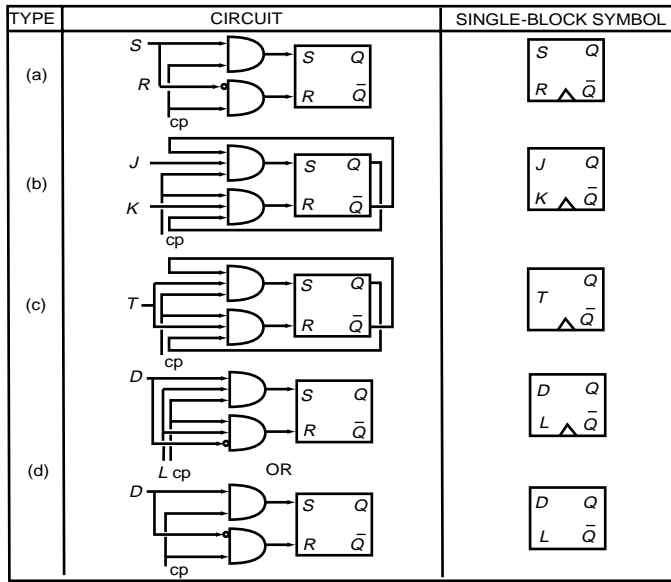 TYPE CIRCUIT SINGLE-BLOCK SYMBOL
(a)
S
R
cp
S Q
R Q̅
S Q
R Q̅
(b)
J
K
cp
S Q
R Q̅
J Q
K Q̅
(c)
T
cp
S Q
R Q̅
Q
T
Q̅
(d)
D
L cp
S Q
R Q̅
D Q
L Q̅
OR
D
cp
S Q
R Q̅
D Q
L Q̅